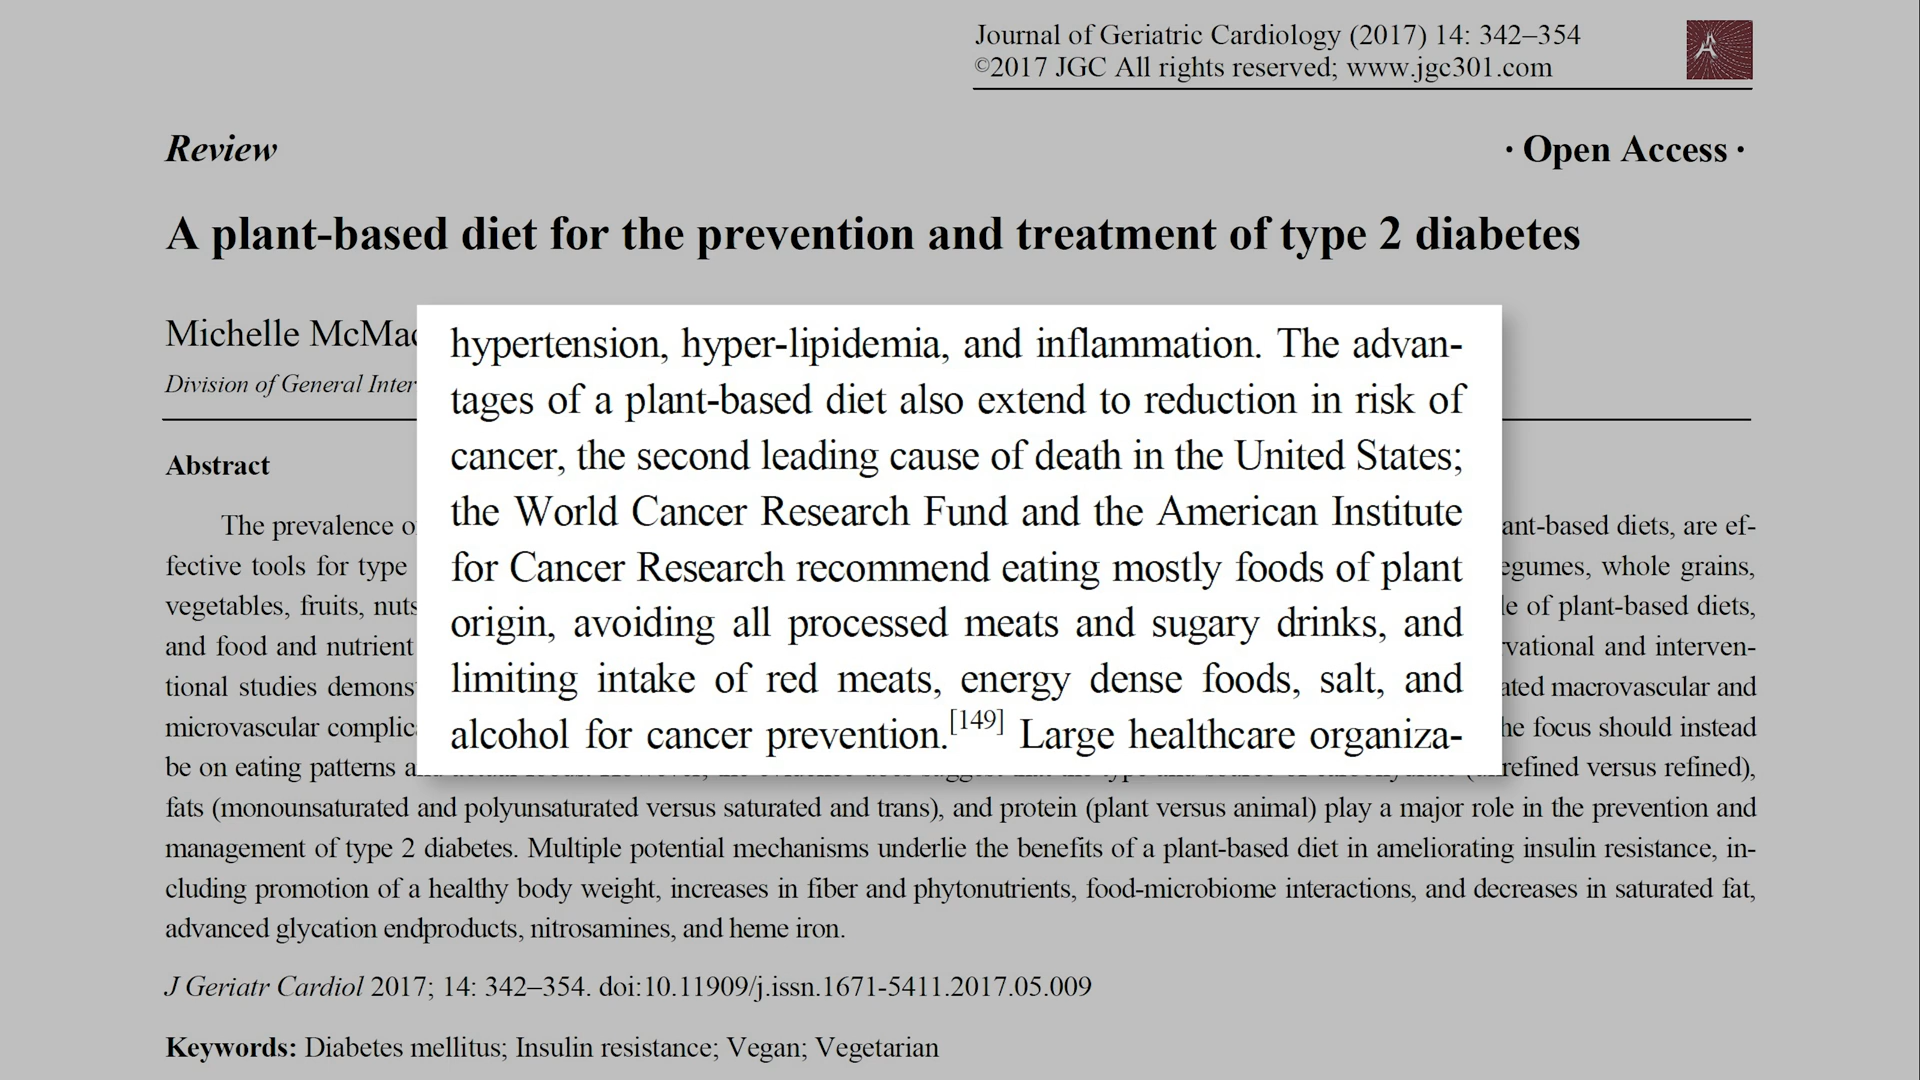 Journal of Geriatric Cardiology (2017) 14: 342–354
©2017 JGC All rights reserved; www.jgc301.com
Review
· Open Access ·
A plant-based diet for the prevention and treatment of type 2 diabetes
Michelle
Division of General
Abstract
hypertension, hyper-lipidemia, and inflammation. The advan-
tages of a plant-based diet also extend to reduction in risk of
cancer, the second leading cause of death in the United States;
the World Cancer Research Fund and the American Institute
for Cancer Research recommend eating mostly foods of plant
origin, avoiding all processed meats and sugary drinks, and
limiting intake of red meats, energy dense foods, salt, and
alcohol for cancer prevention.[149] Large healthcare organiza-
The prevalence ant-based diets, are ef-
fective tools for type whole grains,
vegetables, fruits, nuts of plant-based diets,
and food and nutrient and interven-
tional studies macrovascular and
microvascular focus should instead
be on eating patterns versus refined),
fats (monounsaturated and polyunsaturated versus saturated and trans), and protein (plant versus animal) play a major role in the prevention and
management of type 2 diabetes. Multiple potential mechanisms underlie the benefits of a plant-based diet in ameliorating insulin resistance, in-
cluding promotion of a healthy body weight, increases in fiber and phytonutrients, food-microbiome interactions, and decreases in saturated fat,
advanced glycation endproducts, nitrosamines, and heme iron.
J Geriatr Cardiol 2017; 14: 342–354. doi:10.11909/j.issn.1671-5411.2017.05.009
Keywords: Diabetes mellitus; Insulin resistance; Vegan; Vegetarian